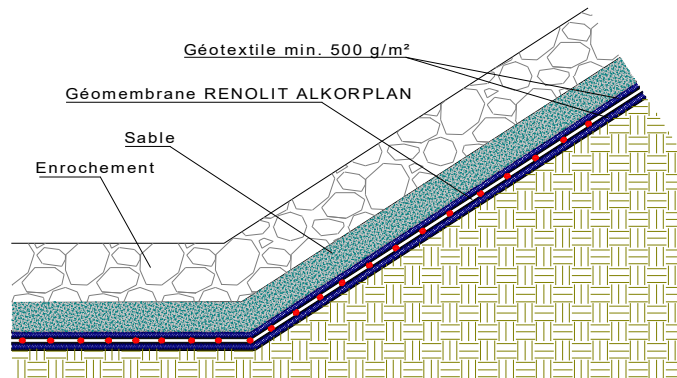 Géotextile min. 500 g/m²
Géomembrane RENOLIT ALKORPLAN
Sable
Enrochement